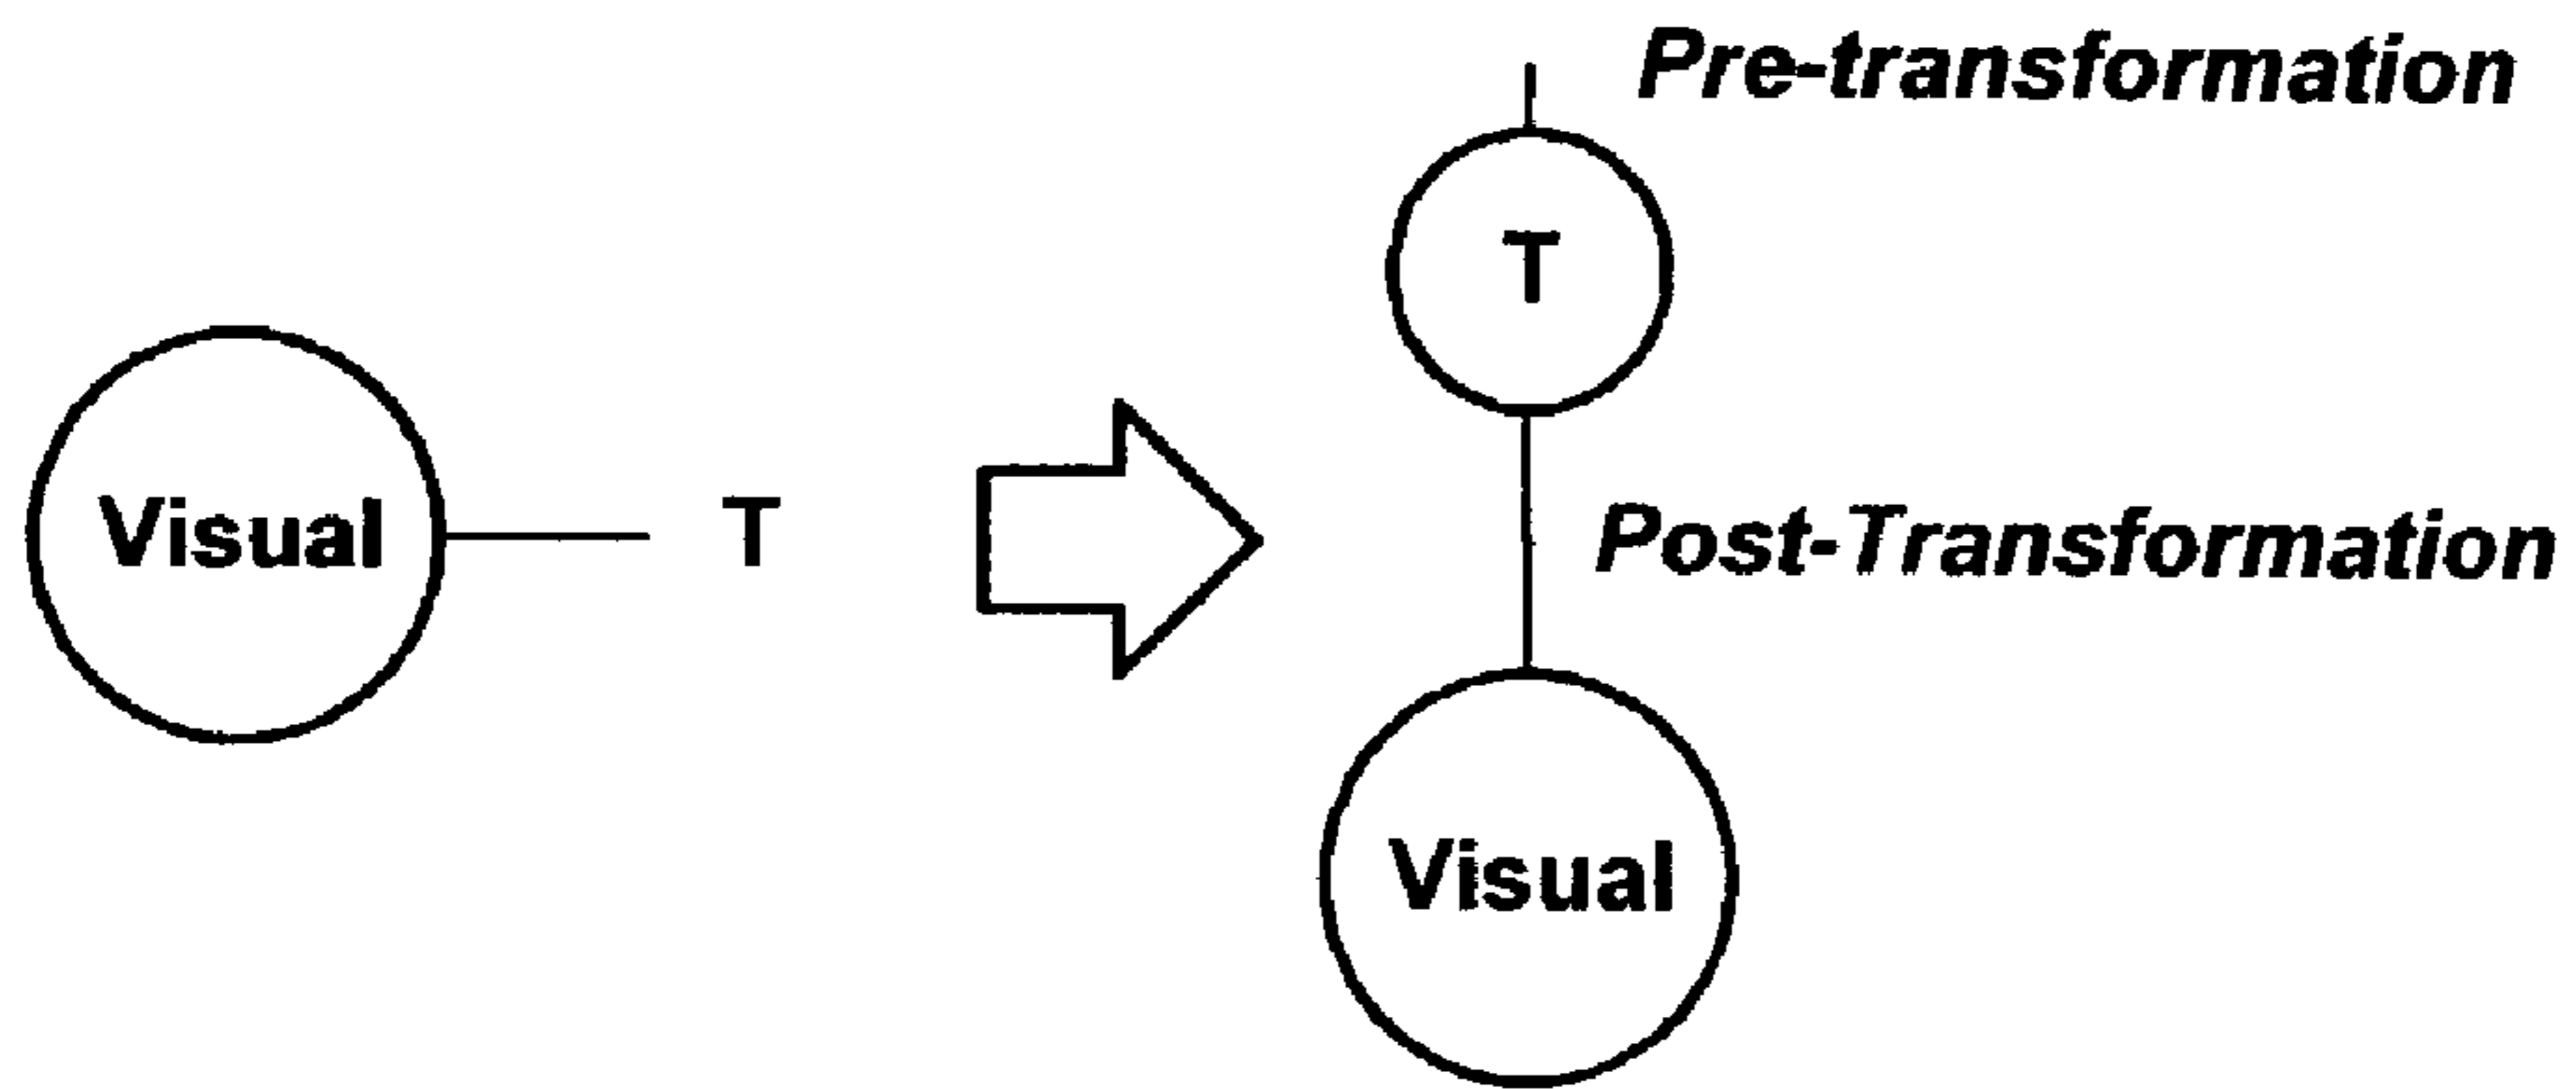 Visual
T
Pre-transformation
T
Post-Transformation
Visual